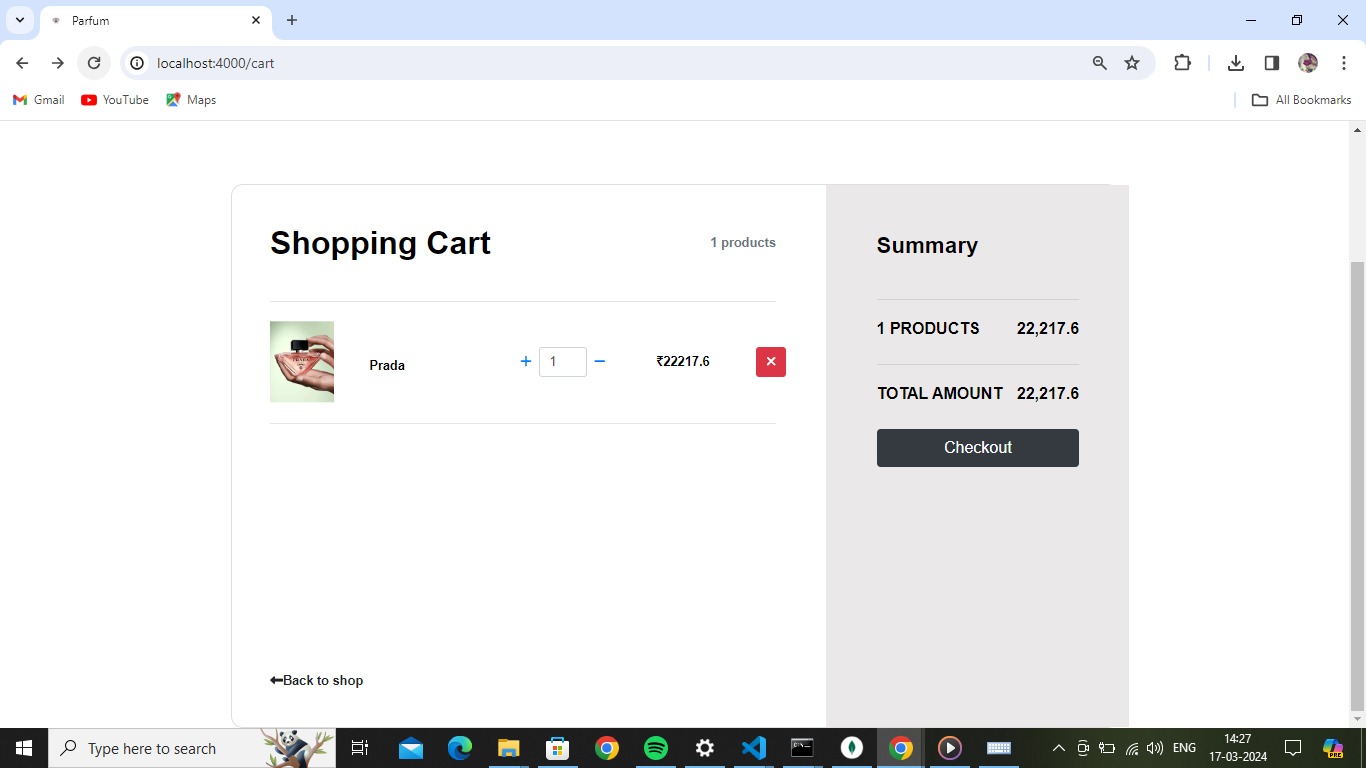 Parfum
localhost:4000/cart
Gmail
YouTube
Maps
All Bookmarks
Shopping Cart
1 products
Summary
1 PRODUCTS 22,217.6
Prada
+ 1 −
₹22217.6
×
TOTAL AMOUNT 22,217.6
Checkout
Back to shop
Type here to search
ENG
14:27
17-03-2024
PRE